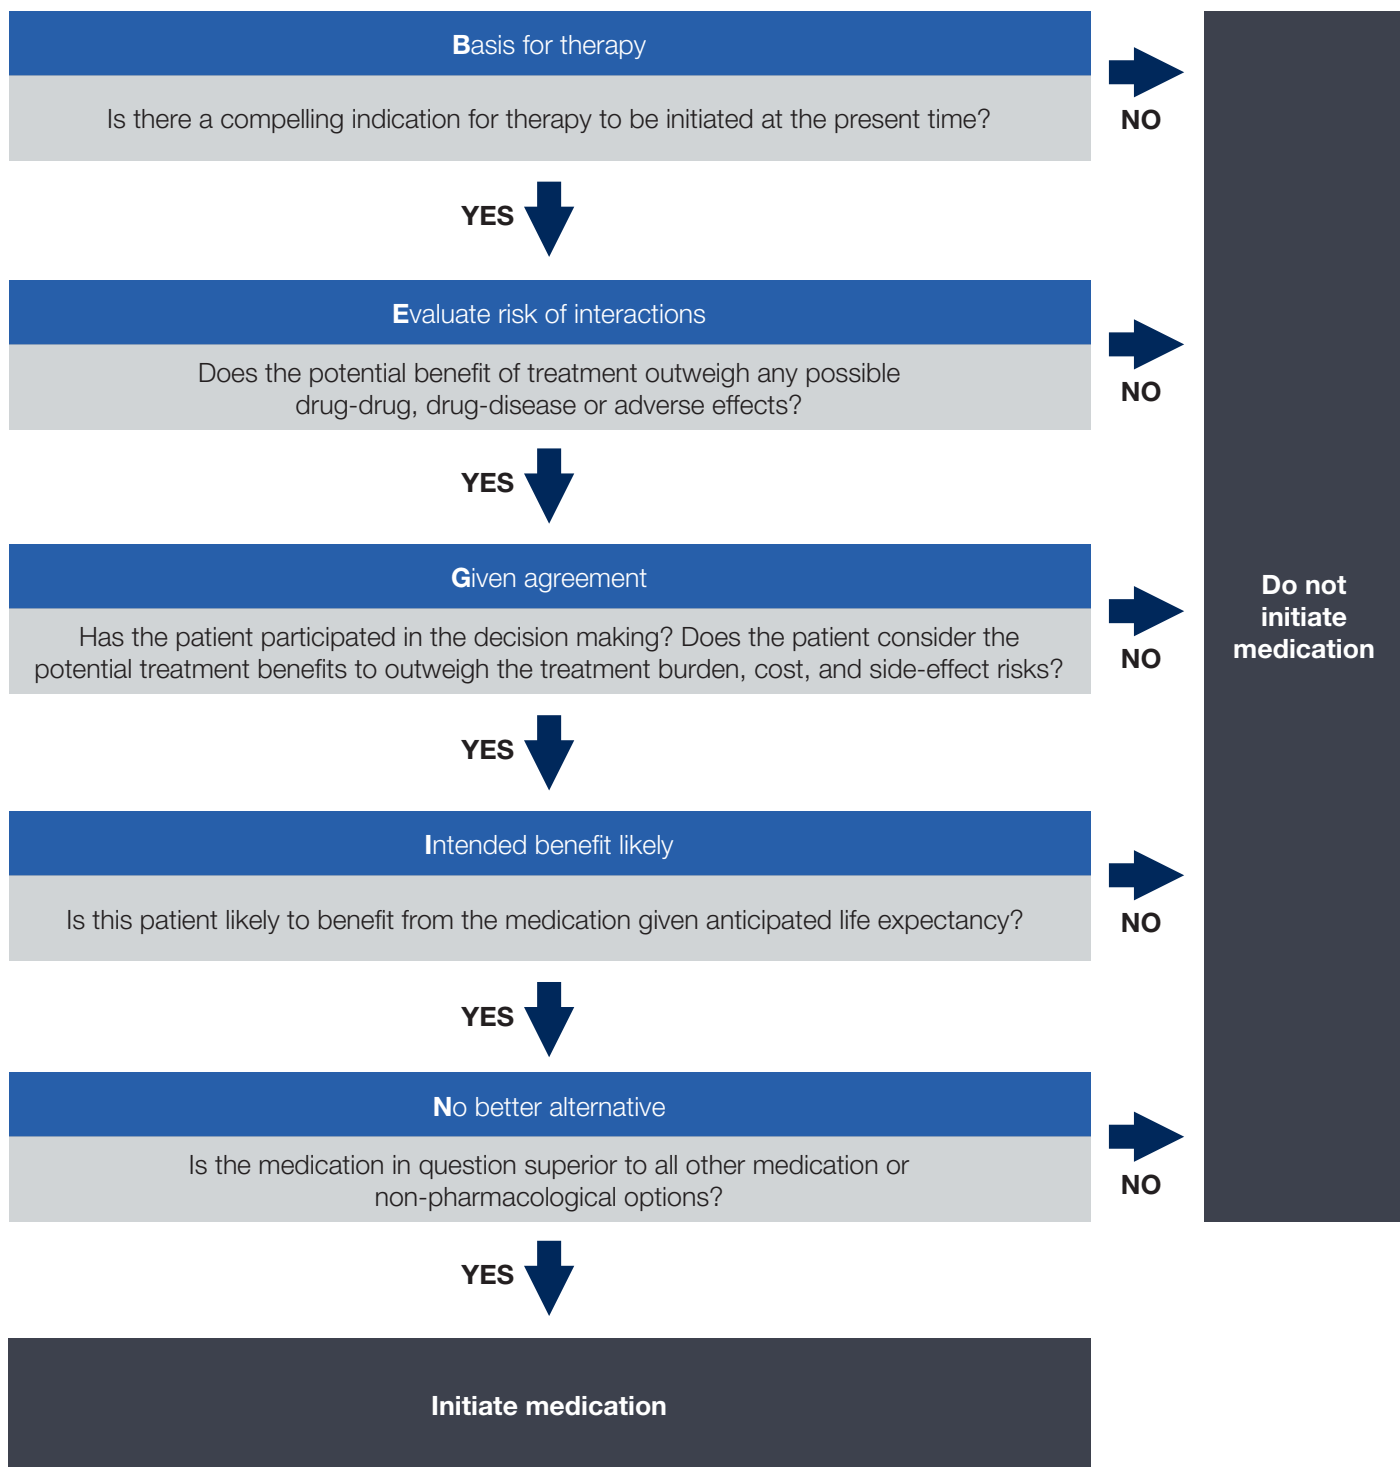 Basis for therapy
Is there a compelling indication for therapy to be initiated at the present time?
NO
YES
Evaluate risk of interactions
Does the potential benefit of treatment outweigh any possible
drug-drug, drug-disease or adverse effects?
NO
YES
Given agreement
Has the patient participated in the decision making? Does the patient consider the
potential treatment benefits to outweigh the treatment burden, cost, and side-effect risks?
NO
YES
Intended benefit likely
Is this patient likely to benefit from the medication given anticipated life expectancy?
NO
YES
No better alternative
Is the medication in question superior to all other medication or
non-pharmacological options?
NO
YES
Initiate medication
Do not
initiate
medication